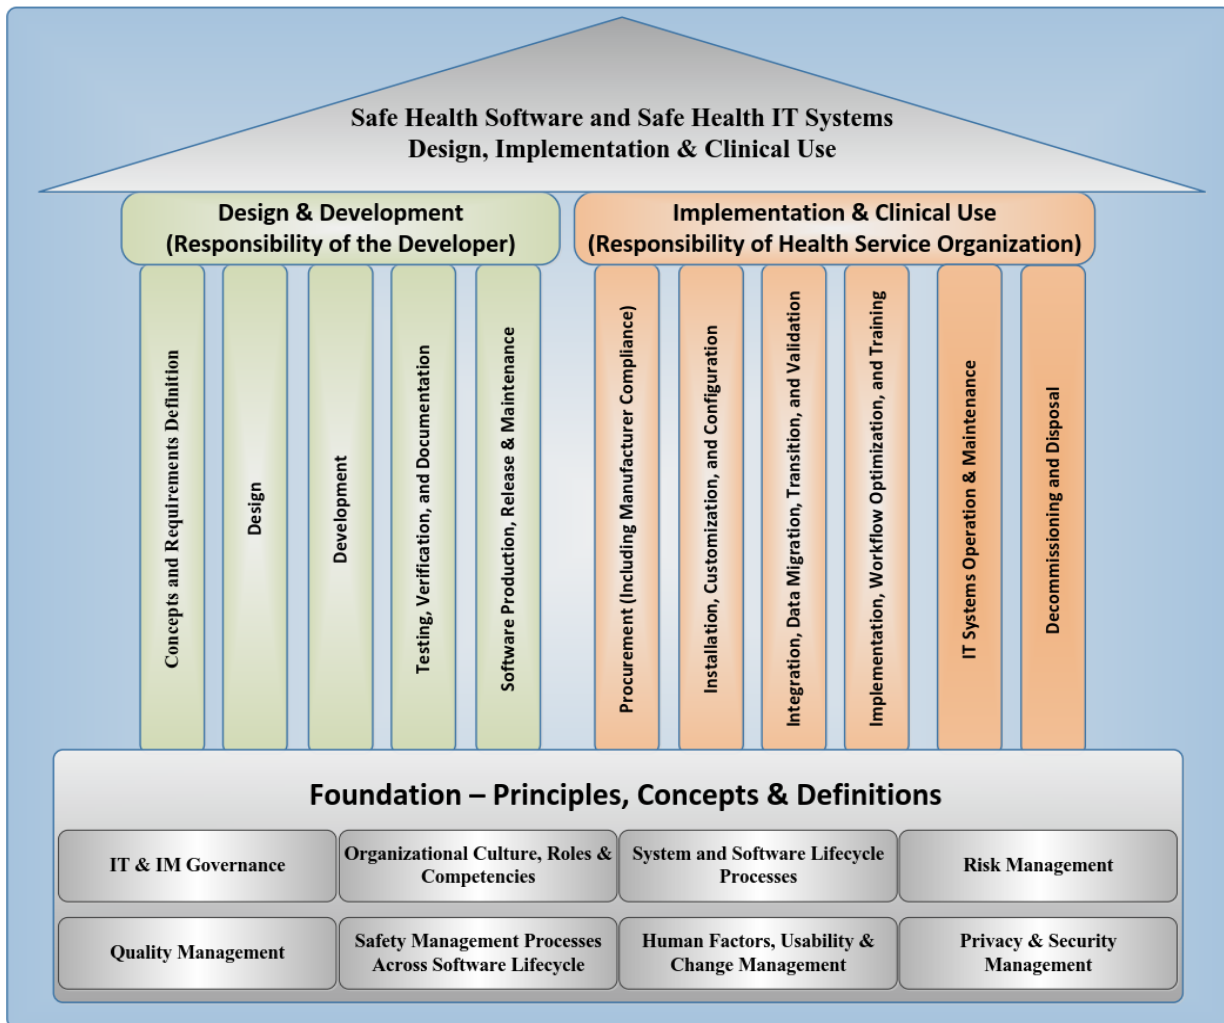 Safe Health Software and Safe Health IT Systems
Design, Implementation & Clinical Use
Design & Development
(Responsibility of the Developer)
Implementation & Clinical Use
(Responsibility of Health Service Organization)
Concepts and Requirements Definition
Design
Development
Testing, Verification, and Documentation
Software Production, Release & Maintenance
Procurement (Including Manufacturer Compliance)
Installation, Customization, and Configuration
Integration, Data Migration, Transition, and Validation
Implementation, Workflow Optimization, and Training
IT Systems Operation & Maintenance
Decommissioning and Disposal
Foundation – Principles, Concepts & Definitions
IT & IM Governance
Organizational Culture, Roles &
Competencies
System and Software Lifecycle
Processes
Risk Management
Quality Management
Safety Management Processes
Across Software Lifecycle
Human Factors, Usability &
Change Management
Privacy & Security
Management